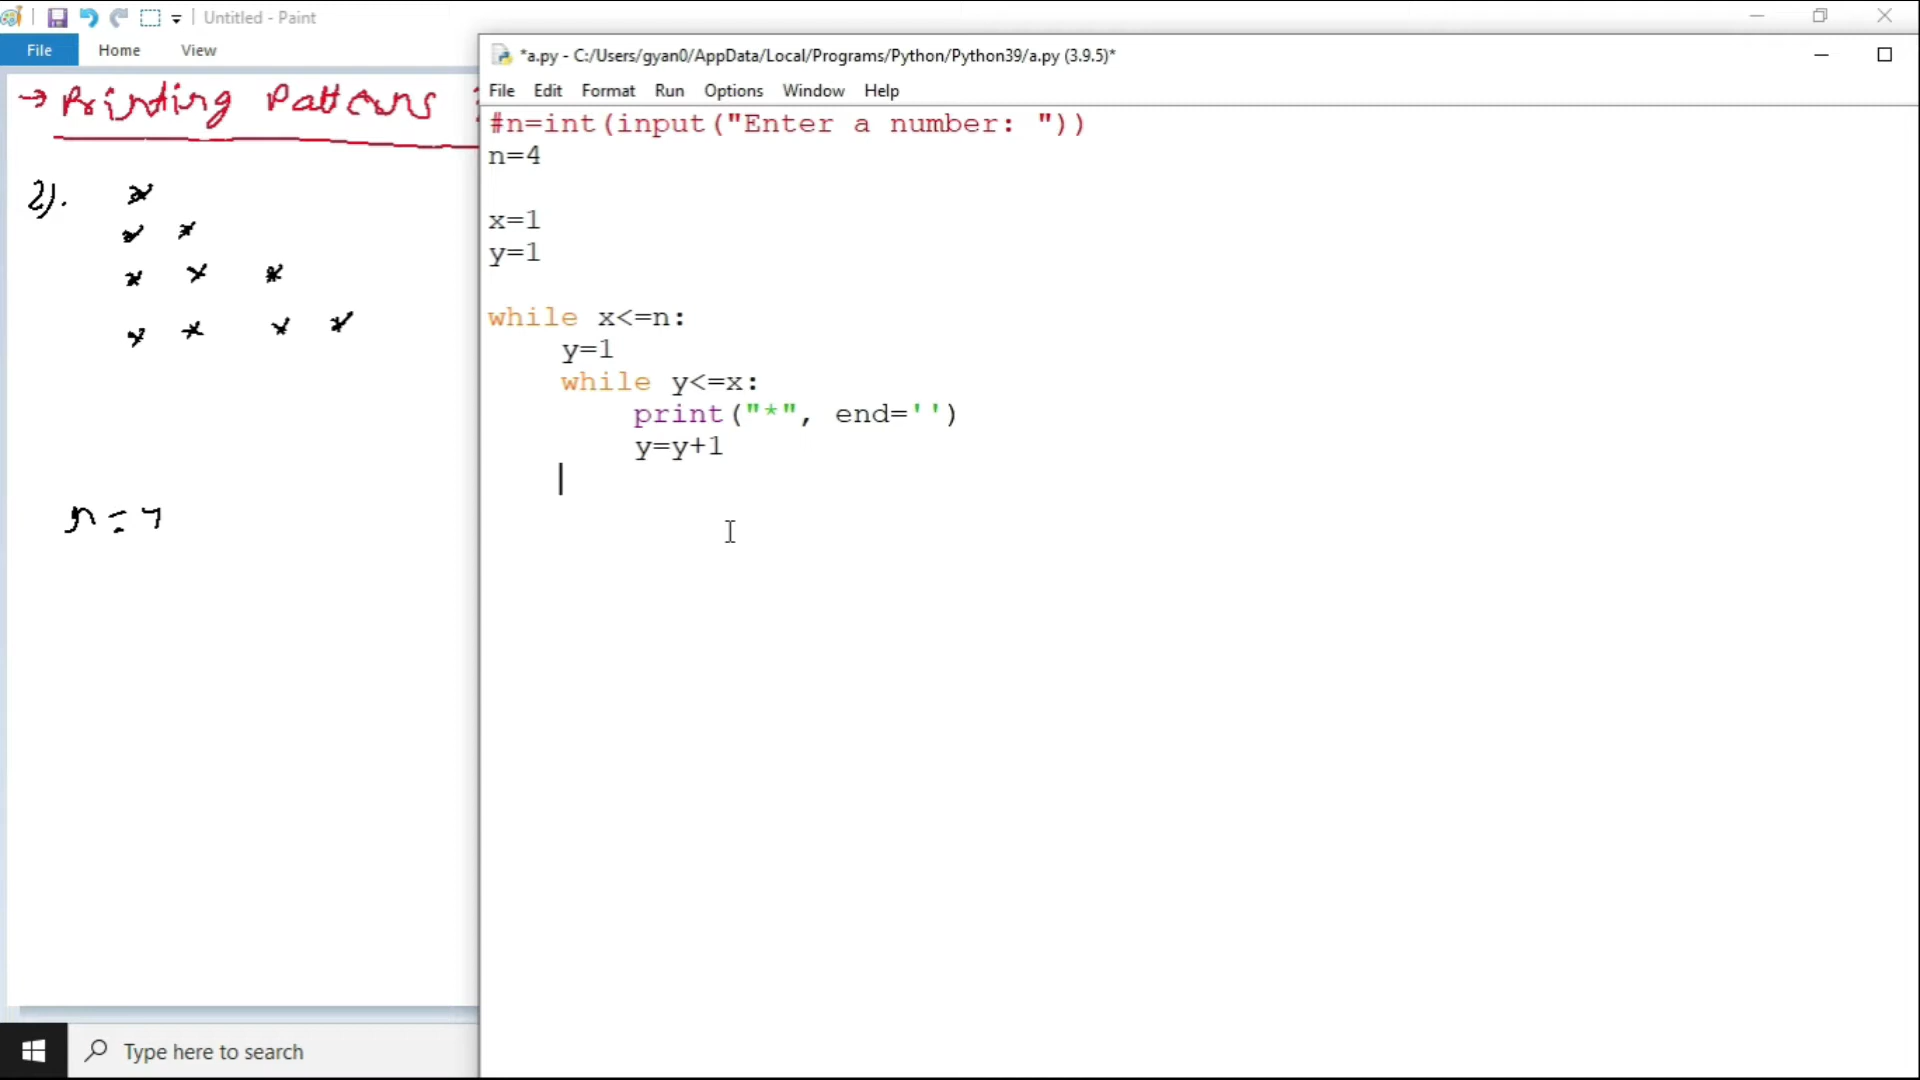 Untitled - Paint
File Home View
→ Printing Patterns
2). *
* *
* * *
* * * *
n =
*a.py - C:/Users/gyan0/AppData/Local/Programs/Python/Python39/a.py (3.9.5)*
File Edit Format Run Options Window Help
#n=int(input("Enter a number: "))
n=4
x=1
y=1
while x<=n:
y=1
while y<=x:
print("*", end='')
y=y+1
Type here to search